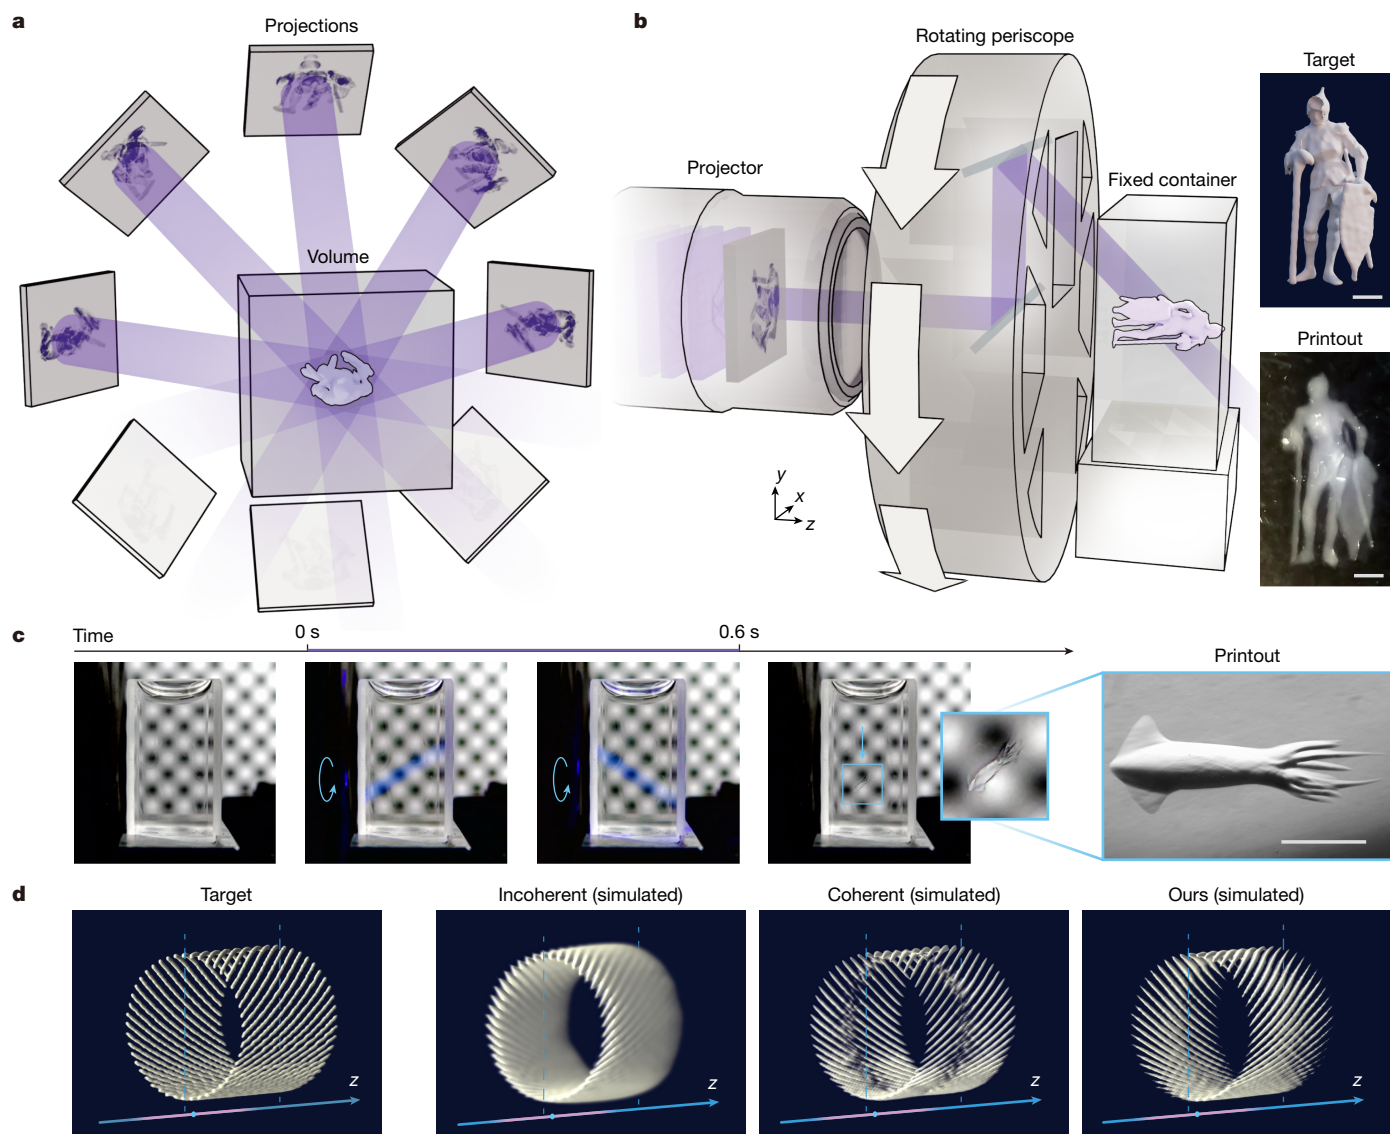 a
Projections
Volume
b
Rotating periscope
Projector
Fixed container
y
x
z
Target
Printout
c
Time
0 s
0.6 s
Printout
d
Target
Incoherent (simulated)
Coherent (simulated)
Ours (simulated)
z
z
z
z